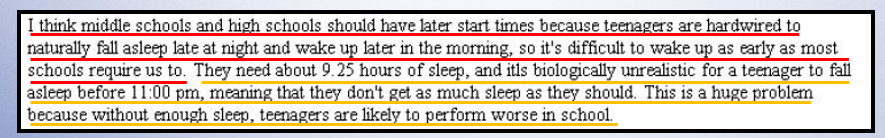 I think middle schools and high schools should have later start times because teenagers are hardwired to
naturally fall asleep late at night and wake up later in the morning, so it's difficult to wake up as early as most
schools require us to. They need about 9.25 hours of sleep, and itls biologically unrealistic for a teenager to fall
asleep before 11:00 pm, meaning that they don't get as much sleep as they should. This is a huge problem
because without enough sleep, teenagers are likely to perform worse in school.